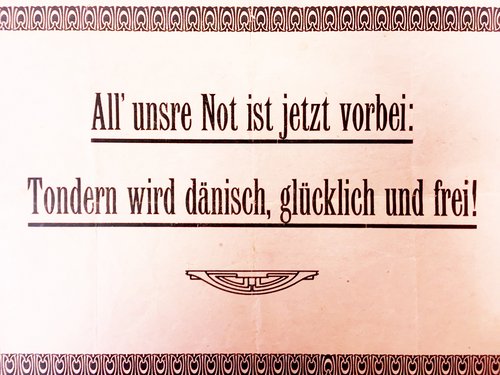 All' unsre Not ist jetzt vorbei:
Tondern wird dänisch, glücklich und frei!